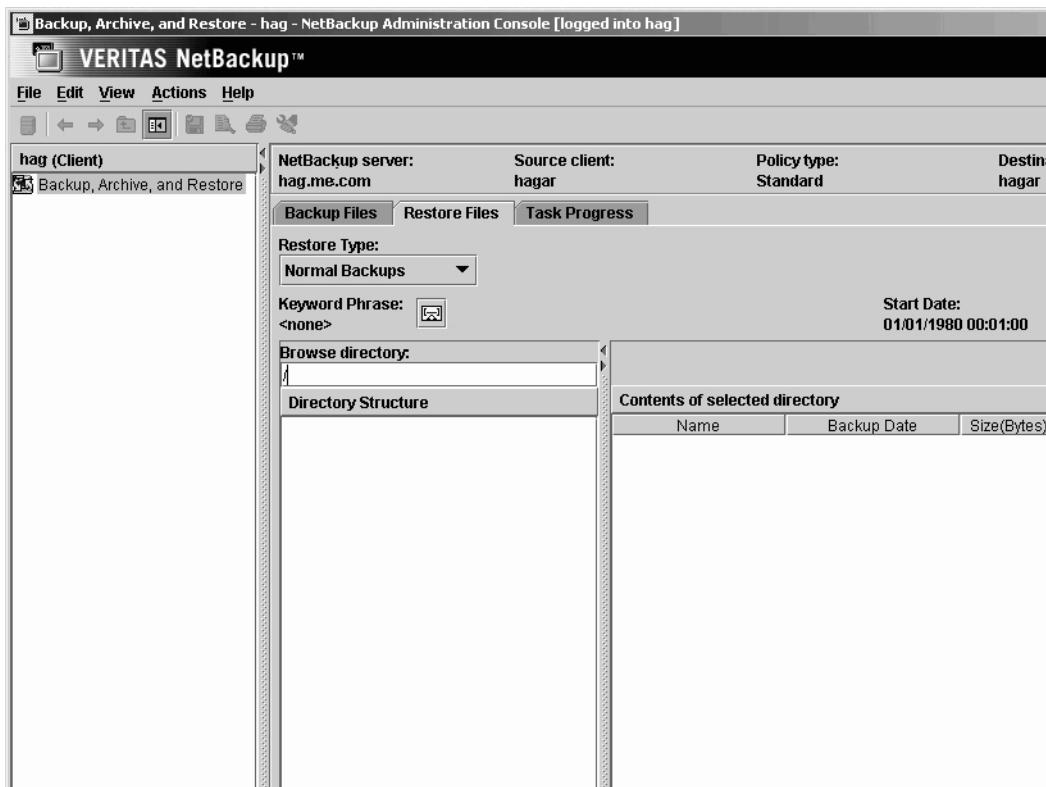 Backup, Archive, and Restore - hag - NetBackup Administration Console [logged into hag]
VERITAS NetBackup™
File Edit View Actions Help
hag (Client)
Backup, Archive, and Restore
NetBackup server: Source client: Policy type: Destin
hag.me.com hagar Standard hagar
Backup Files Restore Files Task Progress
Restore Type:
Normal Backups
Keyword Phrase: Start Date:
<none> 01/01/1980 00:01:00
Browse directory:
/
Directory Structure Contents of selected directory
Name Backup Date Size(Bytes)